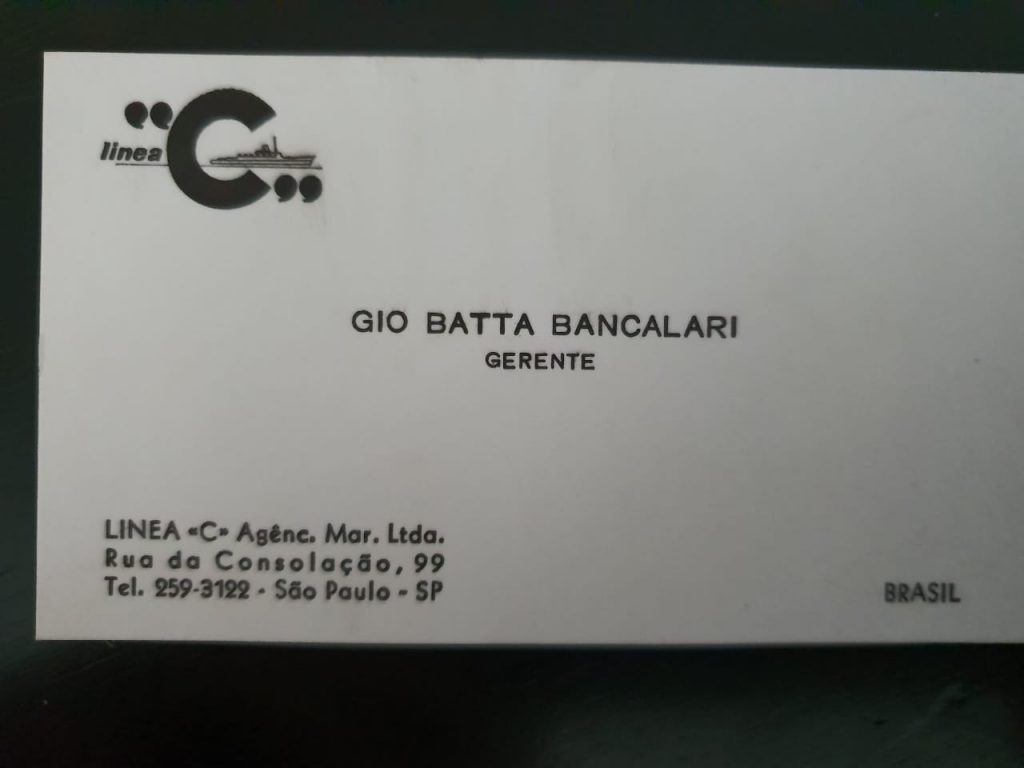 linea "C"
GIO BATTA BANCALARI
GERENTE
LINEA «C» Agênc. Mar. Ltda.
Rua da Consolação, 99
Tel. 259-3122 - São Paulo - SP
BRASIL